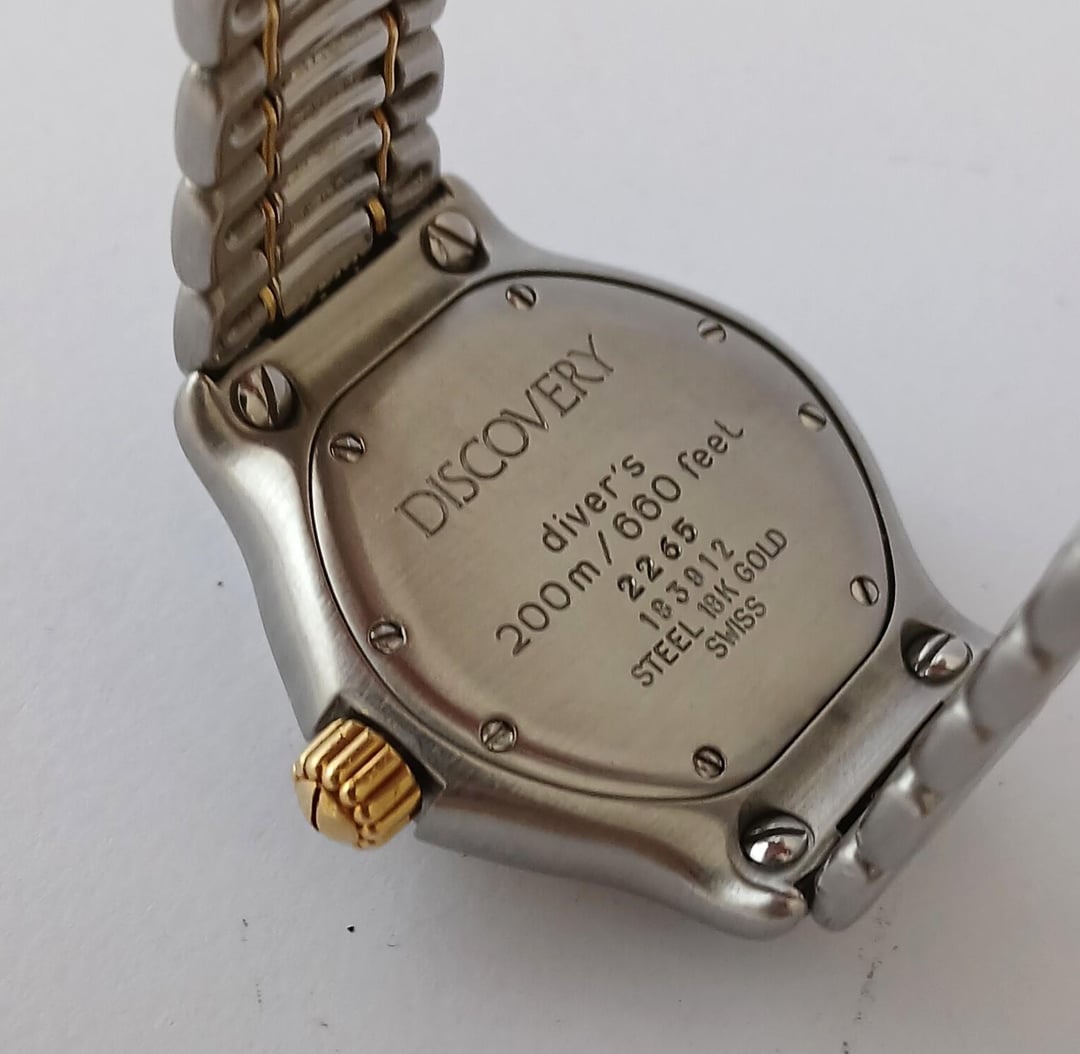 DISCOVERY
diver's
200m/660 feet
2265
183912
STEEL 18K GOLD
SWISS